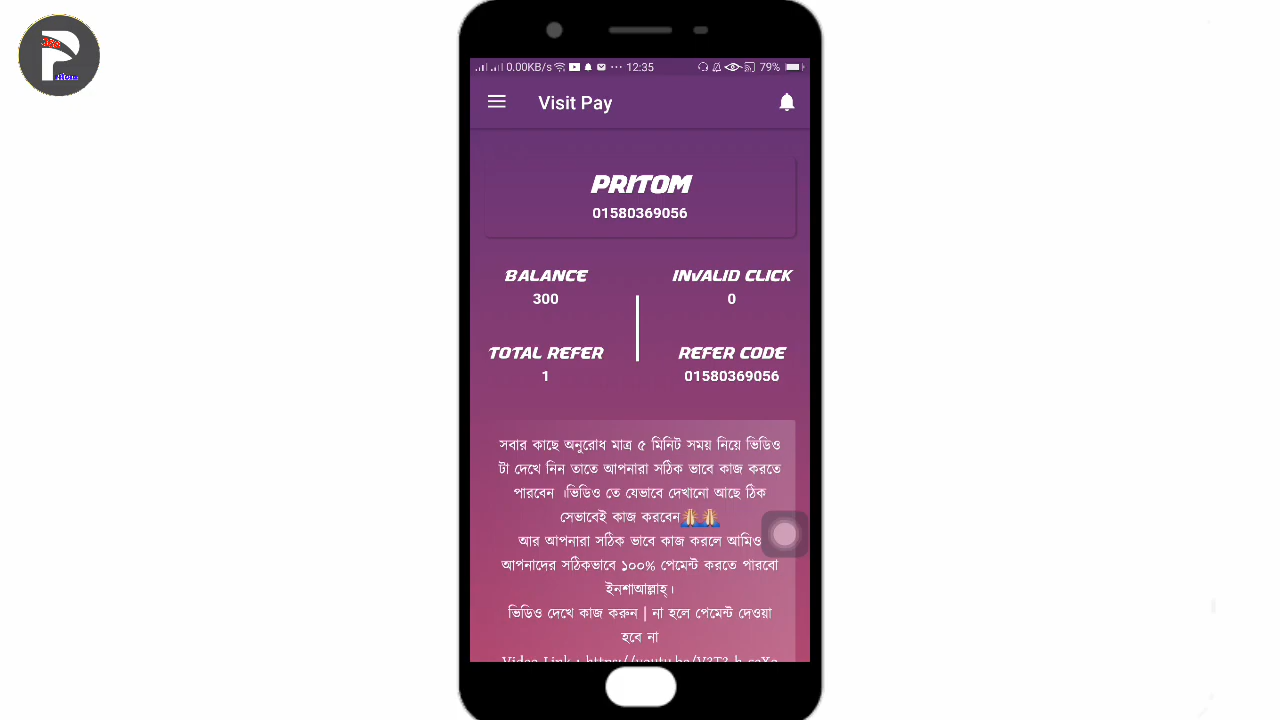 0.00KB/s ... 12:35 79%
Visit Pay
PRITOM
01580369056
BALANCE INVALID CLICK
300 0
TOTAL REFER REFER CODE
1 01580369056
সবার কাছে অনুরোধ মাত্র ৫ মিনিট সময় নিয়ে ভিডিও
টা দেখে নিন তাতে আপনারা সঠিক ভাবে কাজ করতে
পারবেন ।ভিডিও তে যেভাবে দেখানো আছে ঠিক
সেভাবেই কাজ করবেন🙏🙏
আর আপনারা সঠিক ভাবে কাজ করলে আমিও
আপনাদের সঠিকভাবে ১০০% পেমেন্ট করতে পারবো
ইনশাআল্লাহ্।
ভিডিও দেখে কাজ করুন | না হলে পেমেন্ট দেওয়া
হবে না
Video Link :